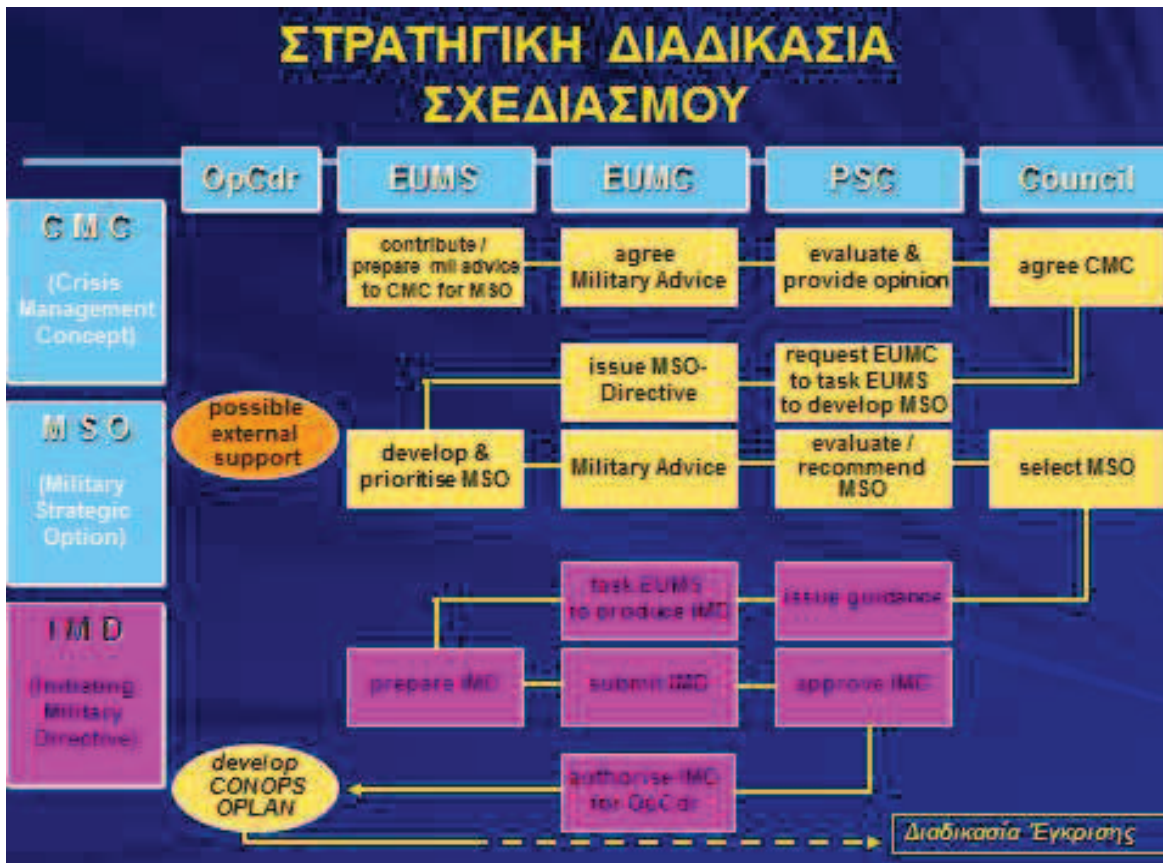 ΣΤΡΑΤΗΓΙΚΗ ΔΙΑΔΙΚΑΣΙΑ
ΣΧΕΔΙΑΣΜΟΥ
OpCdr
EUMS
EUMC
PSC
Council
C M C
(Crisis
Management
Concept)
contribute /
prepare mil advice
to CMC for MSO
agree
Military Advice
evaluate &
provide opinion
agree CMC
issue MSO-
Directive
request EUMC
to task EUMS
to develop MSO
M S O
(Military
Strategic
Option)
possible
external
support
develop &
prioritise MSO
Military Advice
evaluate /
recommend
MSO
select MSO
task EUMS
to produce IMD
issue guidance
I M D
(Initiating
Military
Directive)
prepare IMD
submit IMD
approve IMD
develop
CONOPS
OPLAN
authorise IMD
for OpCdr
Διαδικασία Έγκρισης